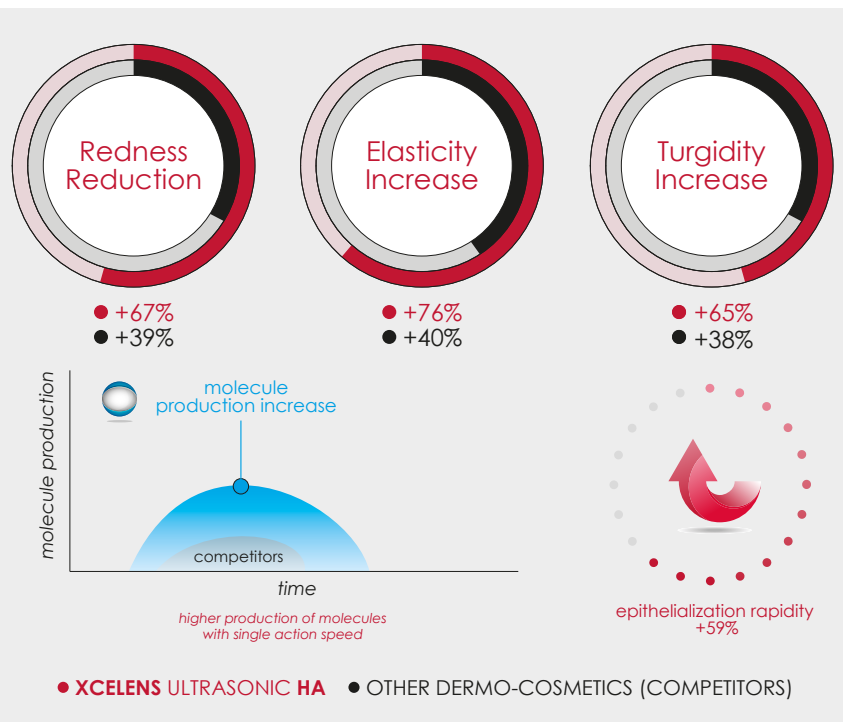 Redness
Reduction
Elasticity
Increase
Turgidity
Increase
+67%
+39%
+76%
+40%
+65%
+38%
molecule production
molecule
production increase
competitors
time
higher production of molecules
with single action speed
epithelialization rapidity
+59%
XCELENS ULTRASONIC HA
OTHER DERMO-COSMETICS (COMPETITORS)